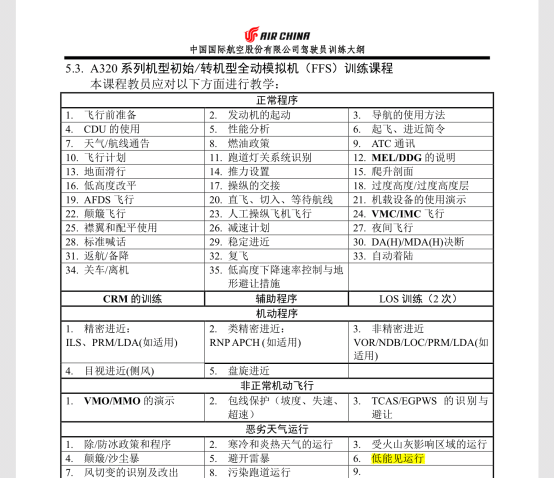 AIR CHINA
中国国际航空股份有限公司驾驶员训练大纲
5.3. A320 系列机型初始/转机型全动模拟机（FFS）训练课程
本课程教员应对以下方面进行教学：
正常程序
1. 飞行前准备 2. 发动机的起动 3. 导航的使用方法
4. CDU 的使用 5. 性能分析 6. 起飞、进近简令
7. 天气/航线通告 8. 燃油政策 9. ATC 通讯
10. 飞行计划 11. 跑道灯关系统识别 12. MEL/DDG 的说明
13. 地面滑行 14. 推力设置 15. 爬升剖面
16. 低高度改平 17. 操纵的交接 18. 过度高度/过度高度层
19. AFDS 飞行 20. 直飞、切入、等待航线 21. 机载设备的使用演示
22. 颠簸飞行 23. 人工操纵飞机飞行 24. VMC/IMC 飞行
25. 襟翼和配平使用 26. 减速计划 27. 夜间飞行
28. 标准喊话 29. 稳定进近 30. DA(H)/MDA(H)决断
31. 返航/备降 32. 复飞 33. 自动着陆
34. 关车/离机 35. 低高度下降速率控制与地
形避让措施
CRM 的训练 辅助程序 LOS 训练（2 次）
机动程序
1. 精密进近： 2. 类精密进近： 3. 非精密进近
ILS、PRM/LDA(如适用) RNP APCH (如适用) VOR/NDB/LOC/PRM/LDA(如
适用)
4. 目视进近(侧风) 5. 盘旋进近
非正常机动飞行
1. VMO/MMO 的演示 2. 包线保护（坡度、失速、 3. TCAS/EGPWS 的识别与
超速） 避让
恶劣天气运行
1. 除/防冰政策和程序 2. 寒冷和炎热天气的运行 3. 受火山灰影响区域的运行
4. 颠簸/沙尘暴 5. 避开雷暴 6. 低能见运行
7. 风切变的识别及改出 8. 污染跑道运行 9.